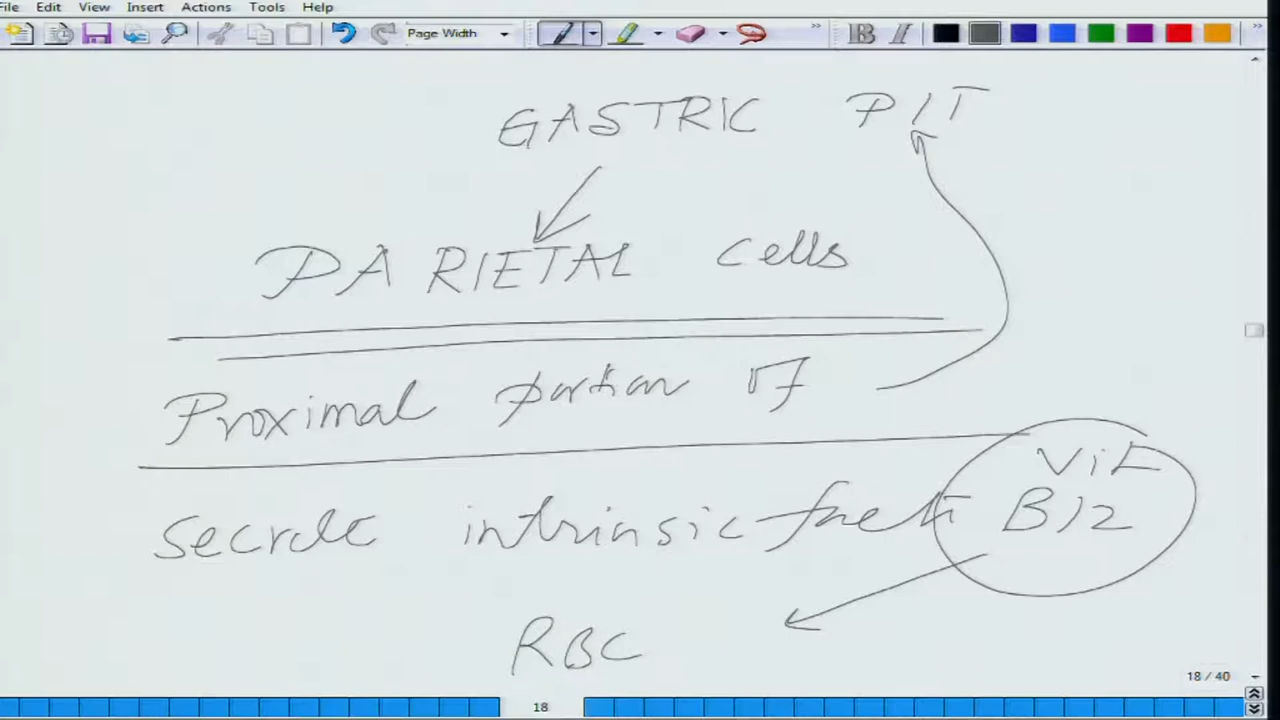 File Edit View Insert Actions Tools Help
Page Width
B I
GASTRIC PIT
PARIETAL cells
Proximal portion of
secrete intrinsic
Vit
B12
RBC
18 / 40
18